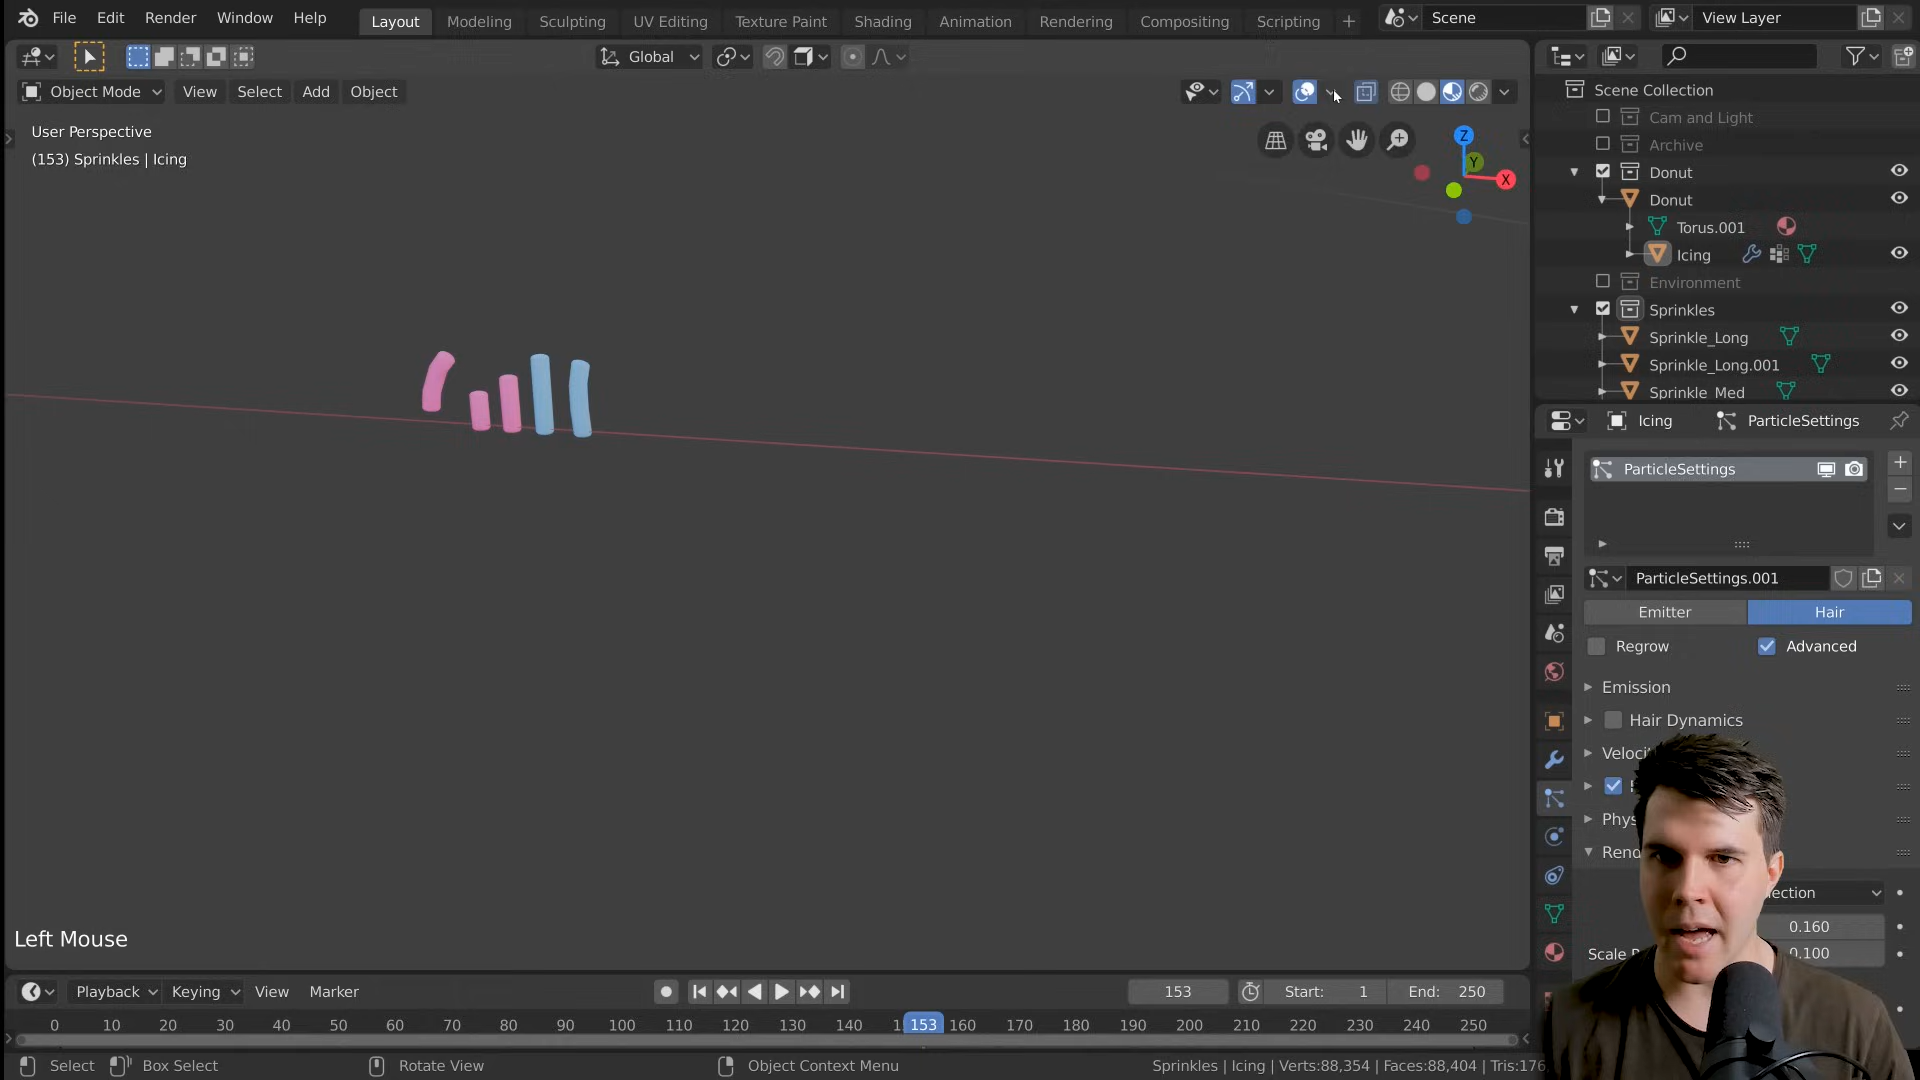 File Edit Render Window Help Layout Modeling Sculpting UV Editing Texture Paint Shading Animation Rendering Compositing Scripting + Scene View Layer
Global
Object Mode View Select Add Object
User Perspective
(153) Sprinkles | Icing
Z
Y
X
Left Mouse
Scene Collection
Cam and Light
Archive
Donut
Donut
Torus.001
Icing
Environment
Sprinkles
Sprinkle_Long
Sprinkle_Long.001
Sprinkle_Med
Icing ParticleSettings
ParticleSettings
ParticleSettings.001
Emitter Hair
Regrow Advanced
Emission
Hair Dynamics
Veloci
Phys
Rend
ection
0.160
Scale 0.100
Playback Keying View Marker 153 Start: 1 End: 250
0 10 20 30 40 50 60 70 80 90 100 110 120 130 140 153 160 170 180 190 200 210 220 230 240 250
Select Box Select Rotate View Object Context Menu Sprinkles | Icing | Verts:88,354 | Faces:88,404 | Tris:176,